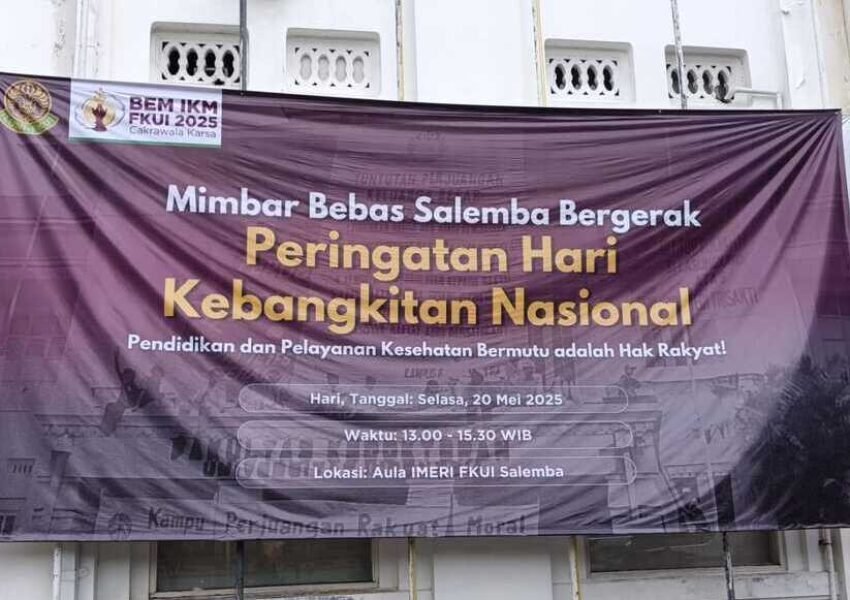 BEM IKM
FKUI 2025
Cakrawala Karsa
Mimbar Bebas Salemba Bergerak
Peringatan Hari
Kebangkitan Nasional
Pendidikan dan Pelayanan Kesehatan Bermutu adalah Hak Rakyat!
Hari, Tanggal: Selasa, 20 Mei 2025
Waktu: 13.00 - 15.30 WIB
Lokasi: Aula IMERI FKUI Salemba
Kampu Perjuangan Rakyat Moral